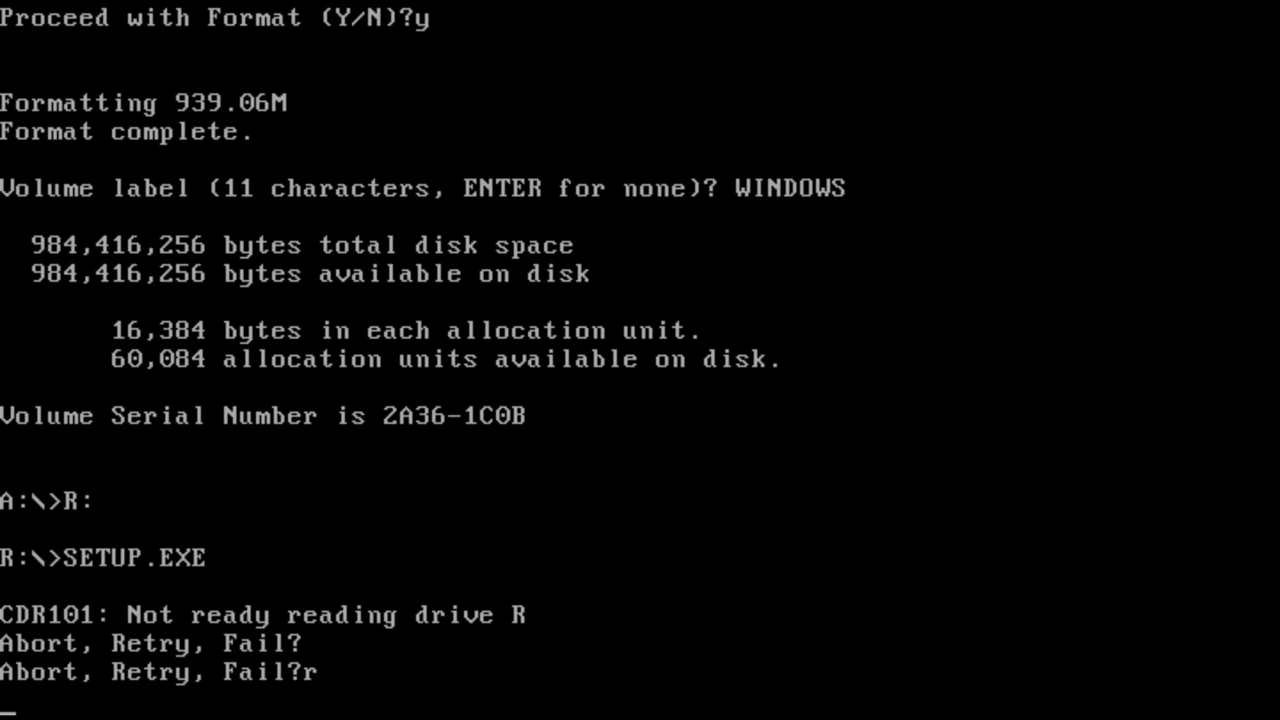 Proceed with Format (Y/N)?y
Formatting 939.06M
Format complete.
Volume label (11 characters, ENTER for none)? WINDOWS
984,416,256 bytes total disk space
984,416,256 bytes available on disk
16,384 bytes in each allocation unit.
60,084 allocation units available on disk.
Volume Serial Number is 2A36-1C0B
A:\>R:
R:\>SETUP.EXE
CDR101: Not ready reading drive R
Abort, Retry, Fail?
Abort, Retry, Fail?r
_